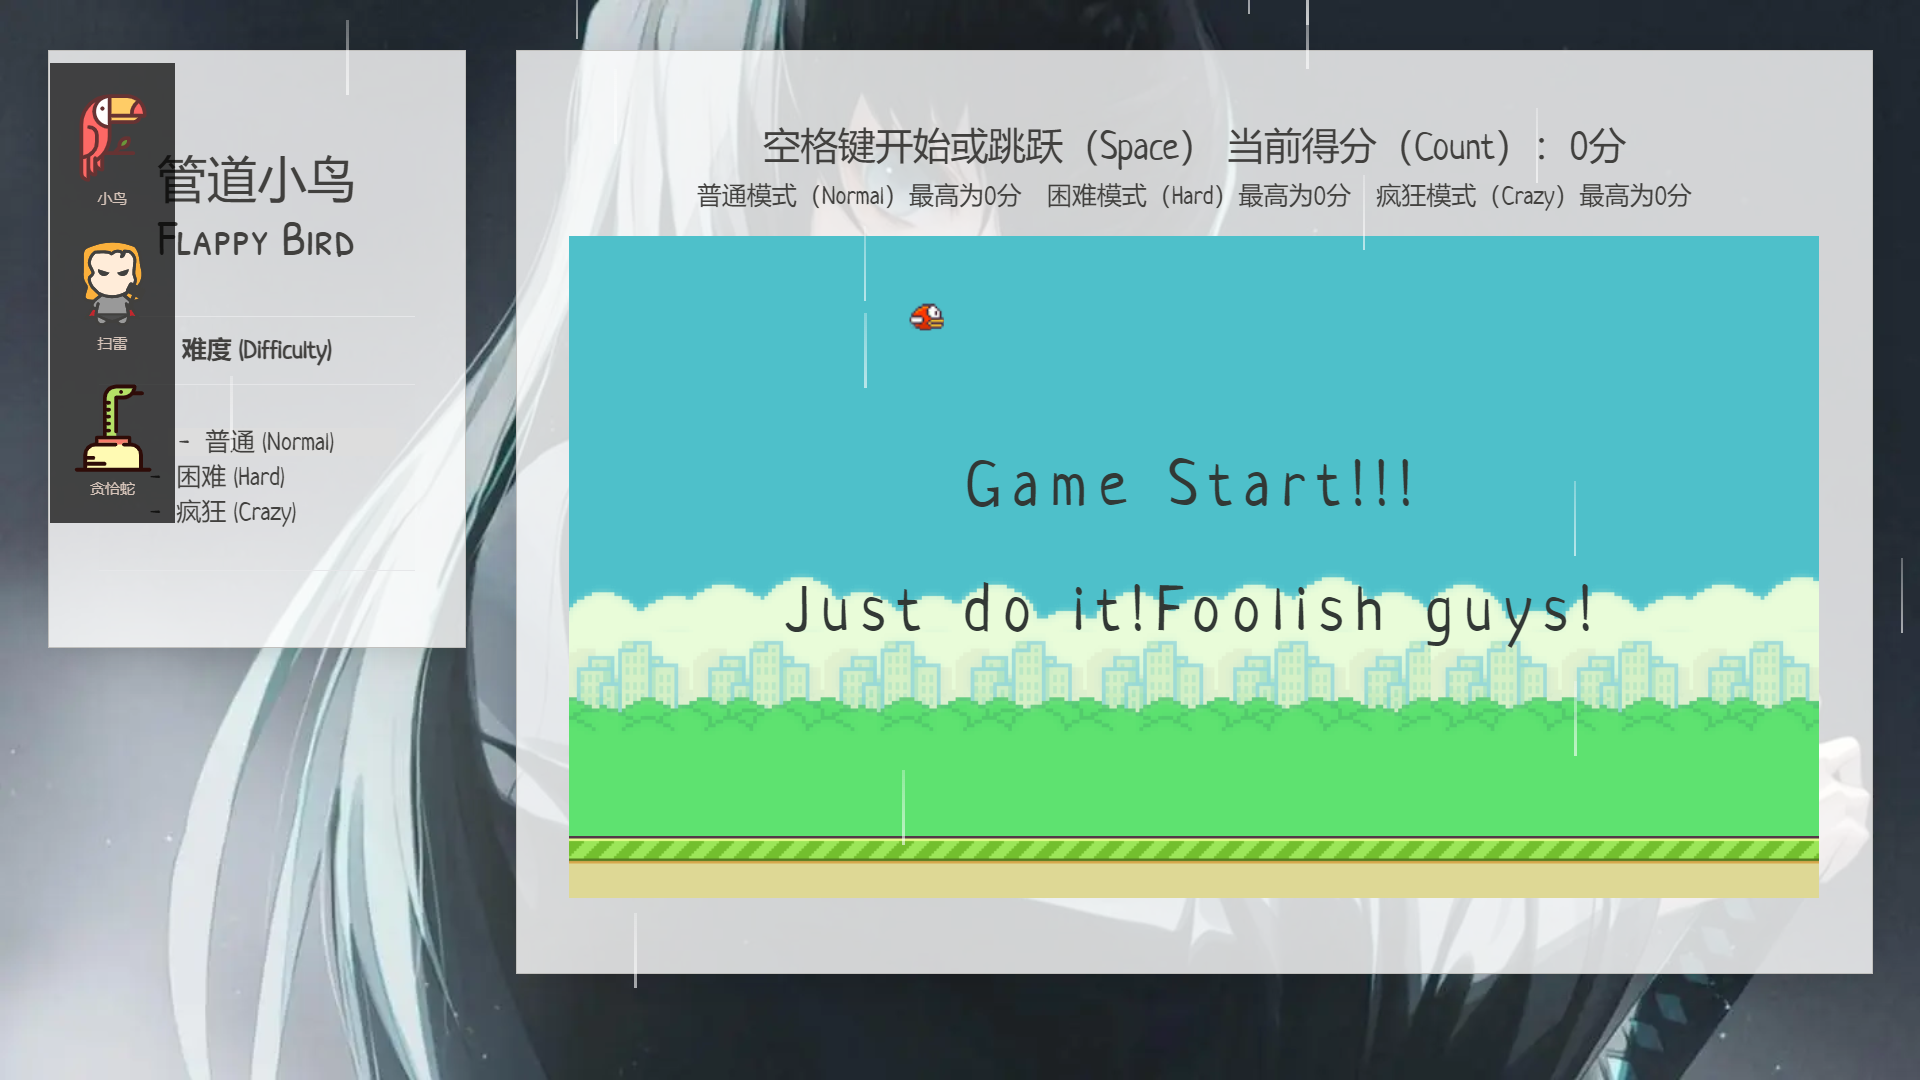 小鸟
扫雷
贪恰蛇
管道小鸟
Flappy Bird
难度 (Difficulty)
- 普通 (Normal)
- 困难 (Hard)
- 疯狂 (Crazy)
空格键开始或跳跃（Space） 当前得分（Count）：0分
普通模式（Normal）最高为0分 困难模式（Hard）最高为0分 疯狂模式（Crazy）最高为0分
Game Start!!!
Just do it!Foolish guys!